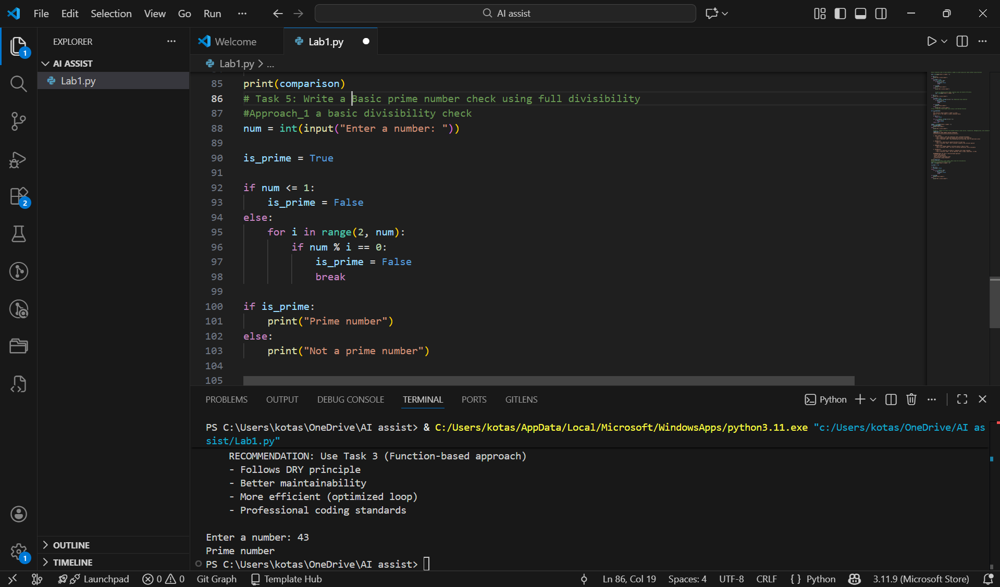 File Edit Selection View Go Run ···
AI assist
EXPLORER
Welcome
Lab1.py
AI ASSIST
Lab1.py > ...
Lab1.py
85 print(comparison)
86 # Task 5: Write a Basic prime number check using full divisibility
87 #Approach_1 a basic divisibility check
88 num = int(input("Enter a number: "))
89
90 is_prime = True
91
92 if num <= 1:
93 is_prime = False
94 else:
95 for i in range(2, num):
96 if num % i == 0:
97 is_prime = False
98 break
99
100 if is_prime:
101 print("Prime number")
102 else:
103 print("Not a prime number")
104
105
PROBLEMS OUTPUT DEBUG CONSOLE TERMINAL PORTS GITLENS
Python
PS C:\Users\kotas\OneDrive\AI assist> & C:/Users/kotas/AppData/Local/Microsoft/WindowsApps/python3.11.exe "c:/Users/kotas/OneDrive/AI as
sist/Lab1.py"
RECOMMENDATION: Use Task 3 (Function-based approach)
- Follows DRY principle
- Better maintainability
- More efficient (optimized loop)
- Professional coding standards
Enter a number: 43
Prime number
PS C:\Users\kotas\OneDrive\AI assist>
OUTLINE
TIMELINE
1
2
1
Launchpad 0 0 Git Graph Template Hub Ln 86, Col 19 Spaces: 4 UTF-8 CRLF { } Python 3.11.9 (Microsoft Store)